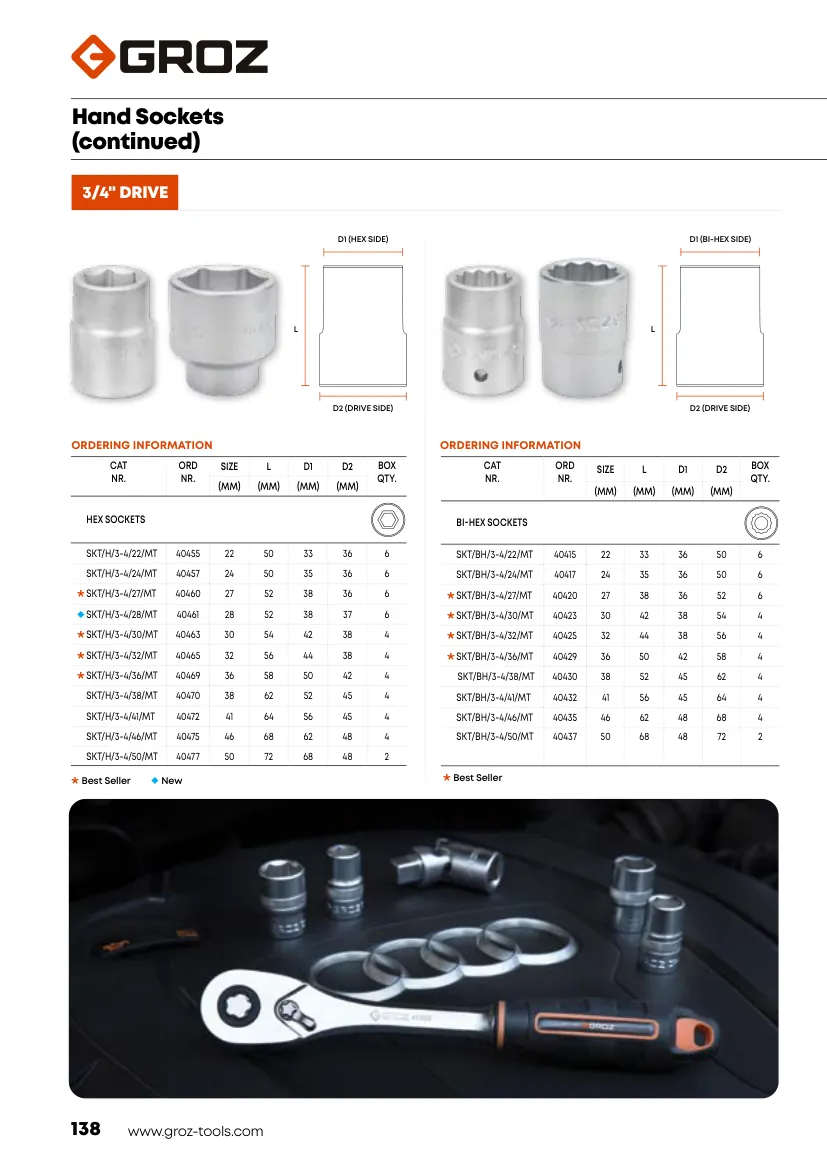 GROZ
Hand Sockets
(continued)
3/4" DRIVE
D1 (HEX SIDE)
L
D2 (DRIVE SIDE)
D1 (BI-HEX SIDE)
L
D2 (DRIVE SIDE)
ORDERING INFORMATION
CAT NR. ORD NR. SIZE (MM) L (MM) D1 (MM) D2 (MM) BOX QTY.
HEX SOCKETS
SKT/H/3-4/22/MT 40455 22 50 33 36 6
SKT/H/3-4/24/MT 40457 24 50 35 36 6
* SKT/H/3-4/27/MT 40460 27 52 38 36 6
◆ SKT/H/3-4/28/MT 40461 28 52 38 37 6
* SKT/H/3-4/30/MT 40463 30 54 42 38 4
* SKT/H/3-4/32/MT 40465 32 56 44 38 4
* SKT/H/3-4/36/MT 40469 36 58 50 42 4
SKT/H/3-4/38/MT 40470 38 62 52 45 4
SKT/H/3-4/41/MT 40472 41 64 56 45 4
SKT/H/3-4/46/MT 40475 46 68 62 48 4
SKT/H/3-4/50/MT 40477 50 72 68 48 2
* Best Seller ◆ New
ORDERING INFORMATION
CAT NR. ORD NR. SIZE (MM) L (MM) D1 (MM) D2 (MM) BOX QTY.
BI-HEX SOCKETS
SKT/BH/3-4/22/MT 40415 22 33 36 50 6
SKT/BH/3-4/24/MT 40417 24 35 36 50 6
* SKT/BH/3-4/27/MT 40420 27 38 36 52 6
* SKT/BH/3-4/30/MT 40423 30 42 38 54 4
* SKT/BH/3-4/32/MT 40425 32 44 38 56 4
* SKT/BH/3-4/36/MT 40429 36 50 42 58 4
SKT/BH/3-4/38/MT 40430 38 52 45 62 4
SKT/BH/3-4/41/MT 40432 41 56 45 64 4
SKT/BH/3-4/46/MT 40435 46 62 48 68 4
SKT/BH/3-4/50/MT 40437 50 68 48 72 2
* Best Seller
GROZ
GROZ
138 www.groz-tools.com